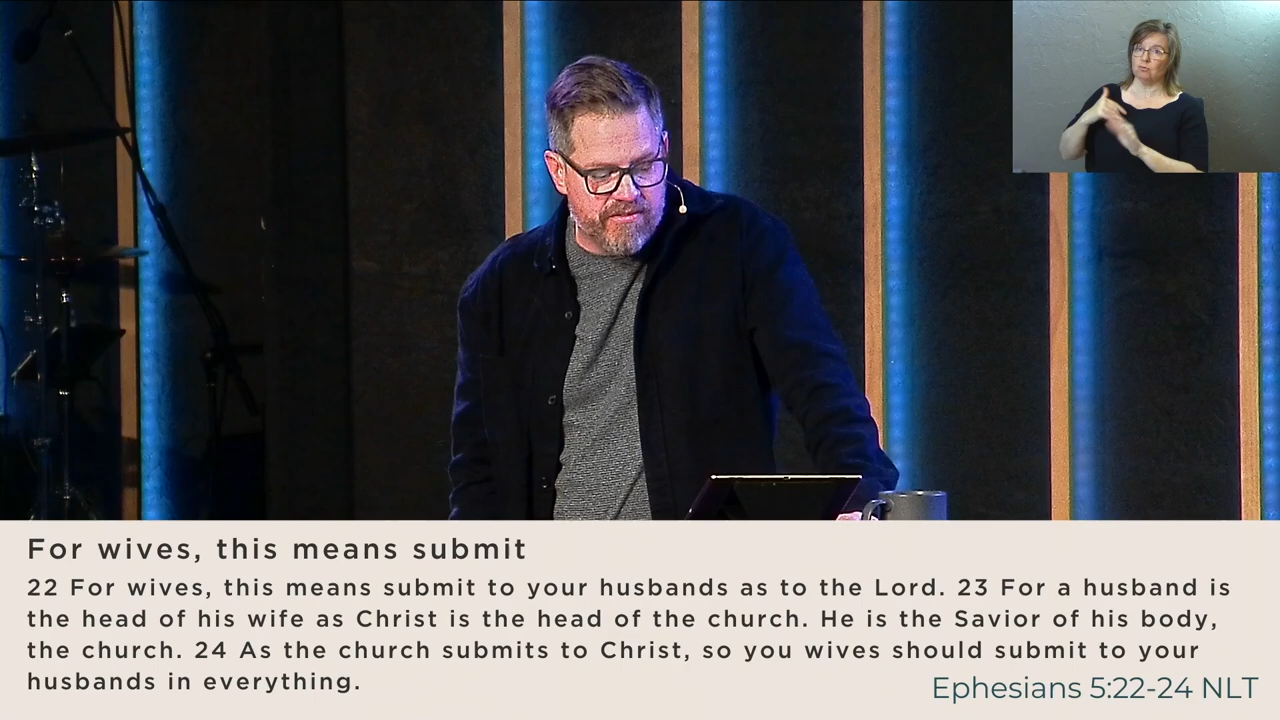 For wives, this means submit
22 For wives, this means submit to your husbands as to the Lord. 23 For a husband is
the head of his wife as Christ is the head of the church. He is the Savior of his body,
the church. 24 As the church submits to Christ, so you wives should submit to your
husbands in everything.
Ephesians 5:22-24 NLT